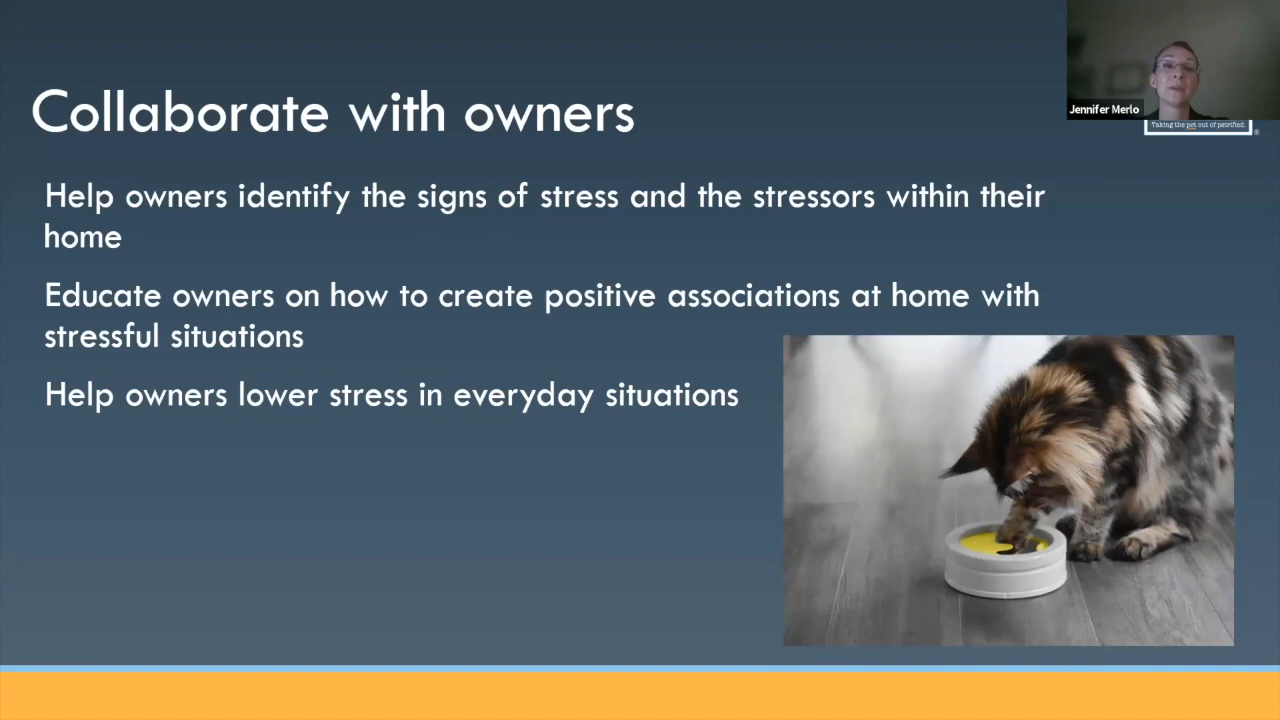 Collaborate with owners
Jennifer Merlo
Taking the pet out of petrified.
®
Help owners identify the signs of stress and the stressors within their
home
Educate owners on how to create positive associations at home with
stressful situations
Help owners lower stress in everyday situations